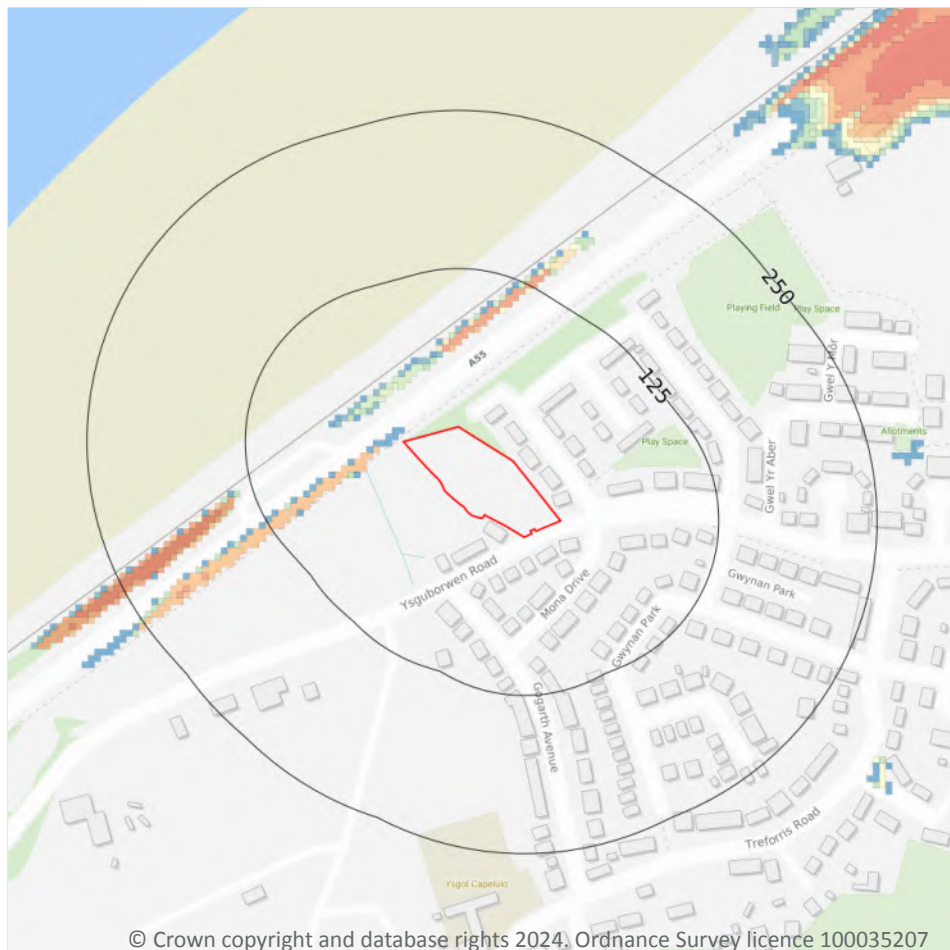 250
Playing Field
Play Space
Gwel Y Môr
A55
125
Play Space
Allotments
Gwel Yr Aber
Ysguborwen Road
Mona Drive
Gwynan Park
Gwynan Park
Gogarth Avenue
Treforris Road
Ysgol Capelulo
© Crown copyright and database rights 2024. Ordnance Survey licence 100035207